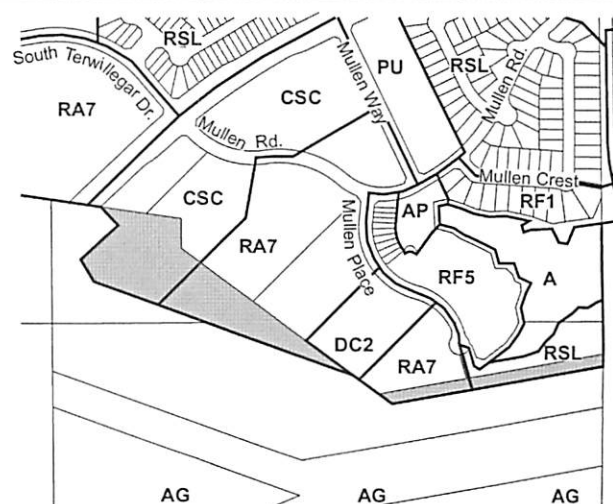 RSL
South Terwillegar Dr.
RA7
CSC
Mullen Way
PU
RSL
Mullen Rd.
Mullen Rd.
Mullen Crest
RF1
CSC
RA7
Mullen Place
AP
RF5
A
DC2
RA7
RSL
AG
AG
AG